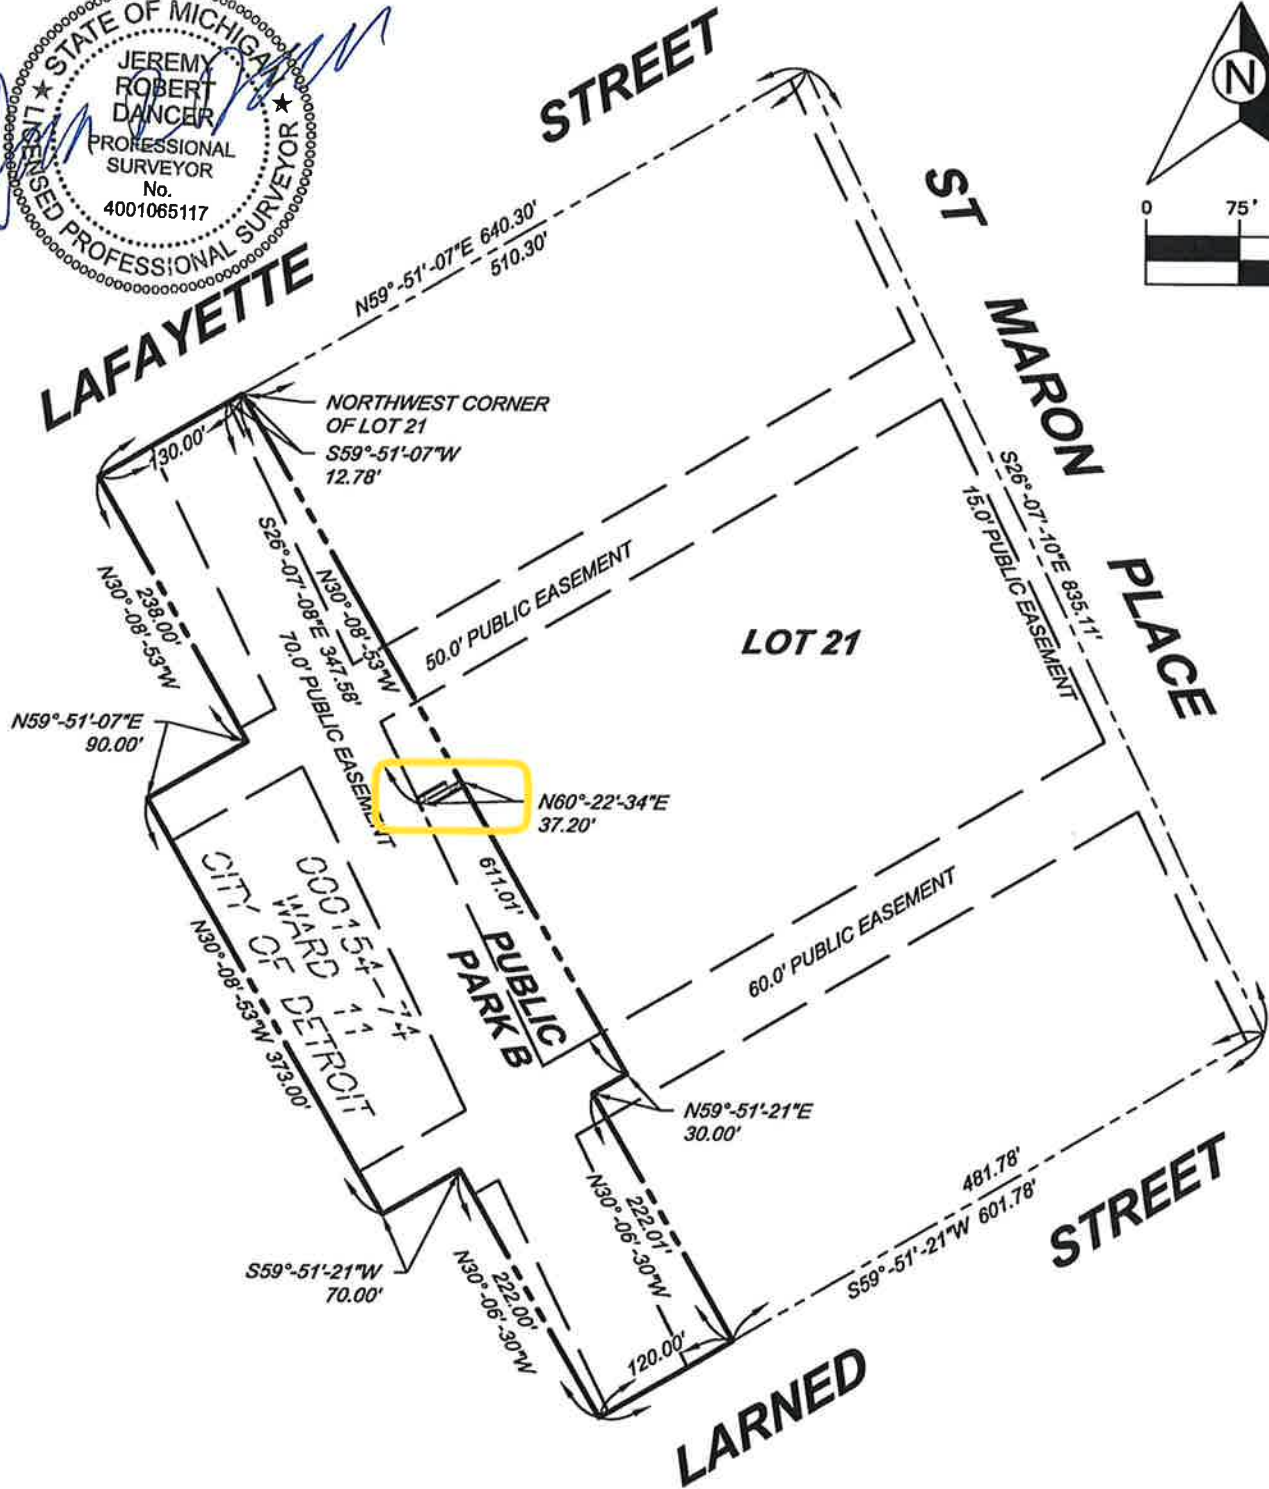 STATE OF MICHIGAN
LICENSED PROFESSIONAL SURVEYOR
JEREMY
ROBERT
DANCER
PROFESSIONAL
SURVEYOR
No.
4001065117
LAFAYETTE STREET
ST MARON PLACE
N
0 75'
N59°-51'-07"E 640.30'
510.30'
NORTHWEST CORNER
OF LOT 21
S59°-51'-07"W
12.78'
130.00'
238.00'
N30°-08'-53"W
S26°-07'-08"E 347.58'
70.0' PUBLIC EASEMENT
N30°-08'-53"W
50.0' PUBLIC EASEMENT
LOT 21
S26°-07'-10"E 835.11'
15.0' PUBLIC EASEMENT
N59°-51'-07"E
90.00'
N60°-22'-34"E
37.20'
611.01'
000154-74
WARD 11
CITY OF DETROIT
N30°-08'-53"W 373.00'
PUBLIC
PARK B
60.0' PUBLIC EASEMENT
N59°-51'-21"E
30.00'
222.01'
N30°-06'-30"W
481.78'
S59°-51'-21"W 601.78'
S59°-51'-21"W
70.00'
222.00'
N30°-06'-30"W
120.00'
LARNED STREET